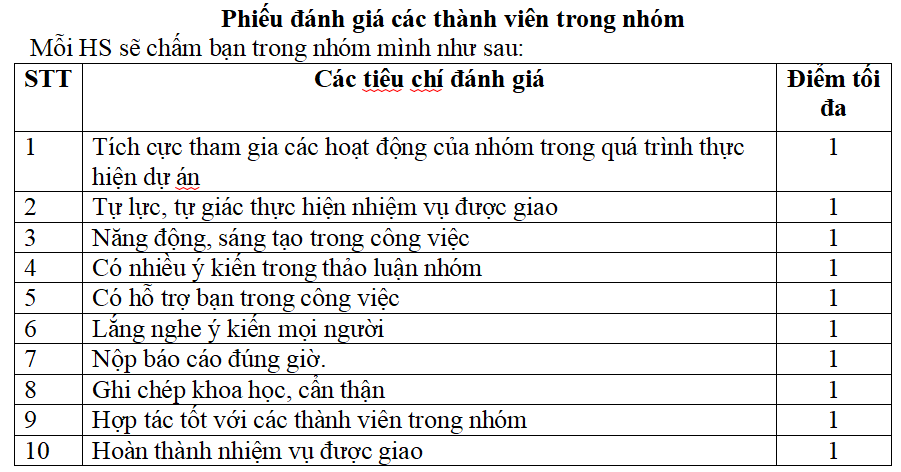 Phiếu đánh giá các thành viên trong nhóm
Mỗi HS sẽ chấm bạn trong nhóm mình như sau:
STT Các tiêu chí đánh giá Điểm tối
đa
1 Tích cực tham gia các hoạt động của nhóm trong quá trình thực 1
hiện dự án
2 Tự lực, tự giác thực hiện nhiệm vụ được giao 1
3 Năng động, sáng tạo trong công việc 1
4 Có nhiều ý kiến trong thảo luận nhóm 1
5 Có hỗ trợ bạn trong công việc 1
6 Lắng nghe ý kiến mọi người 1
7 Nộp báo cáo đúng giờ. 1
8 Ghi chép khoa học, cẩn thận 1
9 Hợp tác tốt với các thành viên trong nhóm 1
10 Hoàn thành nhiệm vụ được giao 1